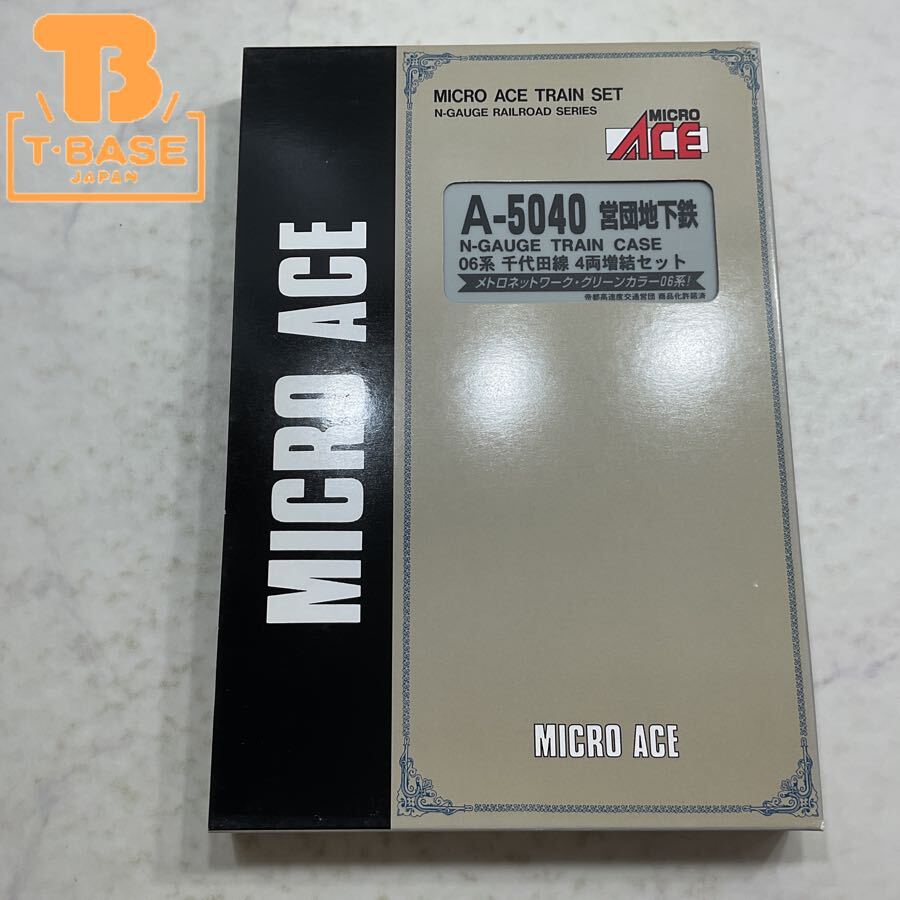 T·BASE
JAPAN
MICRO ACE
MICRO ACE TRAIN SET
N-GAUGE RAILROAD SERIES
MICRO
ACE
A-5040 営団地下鉄
N-GAUGE TRAIN CASE
06系 千代田線 4両増結セット
メトロネットワーク・グリーンカラー06系!
帝都高速度交通営団 商品化許諾済
MICRO ACE